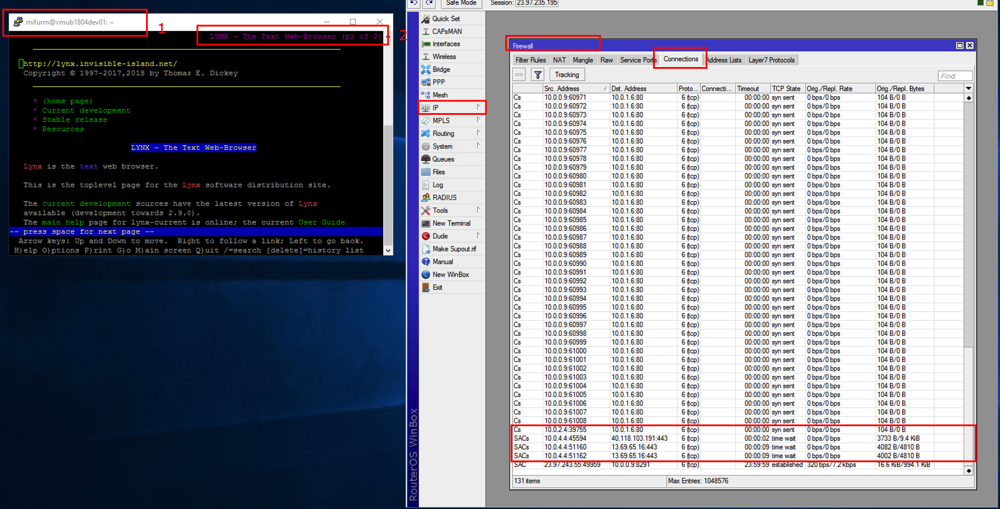 mifurm@vmub1804dev01: ~
1
LYNX - The Text Web-Browser (p1 of 2)
2
http://lynx.invisible-island.net/
Copyright © 1997-2017,2018 by Thomas E. Dickey
* (home page)
* Current development
* Stable release
* Resources
LYNX - The Text Web-Browser
Lynx is the text web browser.
This is the toplevel page for the Lynx software distribution site.
The current development sources have the latest version of Lynx
available (development towards 2.9.0).
The main help page for lynx-current is online; the current User Guide
-- press space for next page --
Arrow keys: Up and Down to move.  Right to follow a link; Left to go back.
H)elp O)ptions P)rint G)o M)ain screen Q)uit /=search [delete]=history list
Safe Mode
Session: 23.97.235.195
Quick Set
CAPsMAN
Interfaces
Wireless
Bridge
PPP
Mesh
IP
MPLS
Routing
System
Queues
Files
Log
RADIUS
Tools
New Terminal
Dude
Make Supout.rif
Manual
New WinBox
Exit
RouterOS WinBox
Firewall
Filter Rules NAT Mangle Raw Service Ports Connections Address Lists Layer7 Protocols
Tracking
Find
Src. Address / Dst. Address Proto... Connecti... Timeout TCP State Orig./Repl. Rate Orig./Repl. Bytes
Cs 10.0.0.9:60971 10.0.1.6:80 6 (tcp) 00:00:00 syn sent 0 bps/0 bps 104 B/0 B
Cs 10.0.0.9:60972 10.0.1.6:80 6 (tcp) 00:00:00 syn sent 0 bps/0 bps 104 B/0 B
Cs 10.0.0.9:60973 10.0.1.6:80 6 (tcp) 00:00:00 syn sent 0 bps/0 bps 104 B/0 B
Cs 10.0.0.9:60974 10.0.1.6:80 6 (tcp) 00:00:00 syn sent 0 bps/0 bps 104 B/0 B
Cs 10.0.0.9:60975 10.0.1.6:80 6 (tcp) 00:00:00 syn sent 0 bps/0 bps 104 B/0 B
Cs 10.0.0.9:60976 10.0.1.6:80 6 (tcp) 00:00:00 syn sent 0 bps/0 bps 104 B/0 B
Cs 10.0.0.9:60977 10.0.1.6:80 6 (tcp) 00:00:00 syn sent 0 bps/0 bps 104 B/0 B
Cs 10.0.0.9:60978 10.0.1.6:80 6 (tcp) 00:00:00 syn sent 0 bps/0 bps 104 B/0 B
Cs 10.0.0.9:60979 10.0.1.6:80 6 (tcp) 00:00:00 syn sent 0 bps/0 bps 104 B/0 B
Cs 10.0.0.9:60980 10.0.1.6:80 6 (tcp) 00:00:00 syn sent 0 bps/0 bps 104 B/0 B
Cs 10.0.0.9:60981 10.0.1.6:80 6 (tcp) 00:00:00 syn sent 0 bps/0 bps 104 B/0 B
Cs 10.0.0.9:60982 10.0.1.6:80 6 (tcp) 00:00:00 syn sent 0 bps/0 bps 104 B/0 B
Cs 10.0.0.9:60983 10.0.1.6:80 6 (tcp) 00:00:00 syn sent 0 bps/0 bps 104 B/0 B
Cs 10.0.0.9:60984 10.0.1.6:80 6 (tcp) 00:00:00 syn sent 0 bps/0 bps 104 B/0 B
Cs 10.0.0.9:60985 10.0.1.6:80 6 (tcp) 00:00:00 syn sent 0 bps/0 bps 104 B/0 B
Cs 10.0.0.9:60986 10.0.1.6:80 6 (tcp) 00:00:00 syn sent 0 bps/0 bps 104 B/0 B
Cs 10.0.0.9:60987 10.0.1.6:80 6 (tcp) 00:00:00 syn sent 0 bps/0 bps 104 B/0 B
Cs 10.0.0.9:60988 10.0.1.6:80 6 (tcp) 00:00:00 syn sent 0 bps/0 bps 104 B/0 B
Cs 10.0.0.9:60989 10.0.1.6:80 6 (tcp) 00:00:00 syn sent 0 bps/0 bps 104 B/0 B
Cs 10.0.0.9:60990 10.0.1.6:80 6 (tcp) 00:00:00 syn sent 0 bps/0 bps 104 B/0 B
Cs 10.0.0.9:60991 10.0.1.6:80 6 (tcp) 00:00:00 syn sent 0 bps/0 bps 104 B/0 B
Cs 10.0.0.9:60992 10.0.1.6:80 6 (tcp) 00:00:00 syn sent 0 bps/0 bps 104 B/0 B
Cs 10.0.0.9:60993 10.0.1.6:80 6 (tcp) 00:00:00 syn sent 0 bps/0 bps 104 B/0 B
Cs 10.0.0.9:60994 10.0.1.6:80 6 (tcp) 00:00:00 syn sent 0 bps/0 bps 104 B/0 B
Cs 10.0.0.9:60995 10.0.1.6:80 6 (tcp) 00:00:00 syn sent 0 bps/0 bps 104 B/0 B
Cs 10.0.0.9:60996 10.0.1.6:80 6 (tcp) 00:00:00 syn sent 0 bps/0 bps 104 B/0 B
Cs 10.0.0.9:60997 10.0.1.6:80 6 (tcp) 00:00:00 syn sent 0 bps/0 bps 104 B/0 B
Cs 10.0.0.9:60998 10.0.1.6:80 6 (tcp) 00:00:00 syn sent 0 bps/0 bps 104 B/0 B
Cs 10.0.0.9:60999 10.0.1.6:80 6 (tcp) 00:00:00 syn sent 0 bps/0 bps 104 B/0 B
Cs 10.0.0.9:61000 10.0.1.6:80 6 (tcp) 00:00:00 syn sent 0 bps/0 bps 104 B/0 B
Cs 10.0.0.9:61001 10.0.1.6:80 6 (tcp) 00:00:00 syn sent 0 bps/0 bps 104 B/0 B
Cs 10.0.0.9:61002 10.0.1.6:80 6 (tcp) 00:00:00 syn sent 0 bps/0 bps 104 B/0 B
Cs 10.0.0.9:61003 10.0.1.6:80 6 (tcp) 00:00:00 syn sent 0 bps/0 bps 104 B/0 B
Cs 10.0.0.9:61004 10.0.1.6:80 6 (tcp) 00:00:00 syn sent 0 bps/0 bps 104 B/0 B
Cs 10.0.0.9:61005 10.0.1.6:80 6 (tcp) 00:00:00 syn sent 0 bps/0 bps 104 B/0 B
Cs 10.0.0.9:61006 10.0.1.6:80 6 (tcp) 00:00:00 syn sent 0 bps/0 bps 104 B/0 B
Cs 10.0.0.9:61007 10.0.1.6:80 6 (tcp) 00:00:00 syn sent 0 bps/0 bps 104 B/0 B
Cs 10.0.0.9:61008 10.0.1.6:80 6 (tcp) 00:00:00 syn sent 0 bps/0 bps 104 B/0 B
Cs 10.0.2.4:39755 10.0.1.6:80 6 (tcp) 00:00:00 syn sent 0 bps/0 bps 104 B/0 B
SACs 10.0.4.4:45594 40.118.103.191:443 6 (tcp) 00:00:02 time wait 0 bps/0 bps 3733 B/9.4 KiB
SACs 10.0.4.4:51160 13.69.65.16:443 6 (tcp) 00:00:09 time wait 0 bps/0 bps 4082 B/4810 B
SACs 10.0.4.4:51162 13.69.65.16:443 6 (tcp) 00:00:09 time wait 0 bps/0 bps 4002 B/4810 B
SAC 23.97.243.55:49959 10.0.0.9:8291 6 (tcp) 23:59:59 established 320 bps/7.2 kbps 16.6 KiB/994.1 KiB
131 items
Max Entries: 1048576